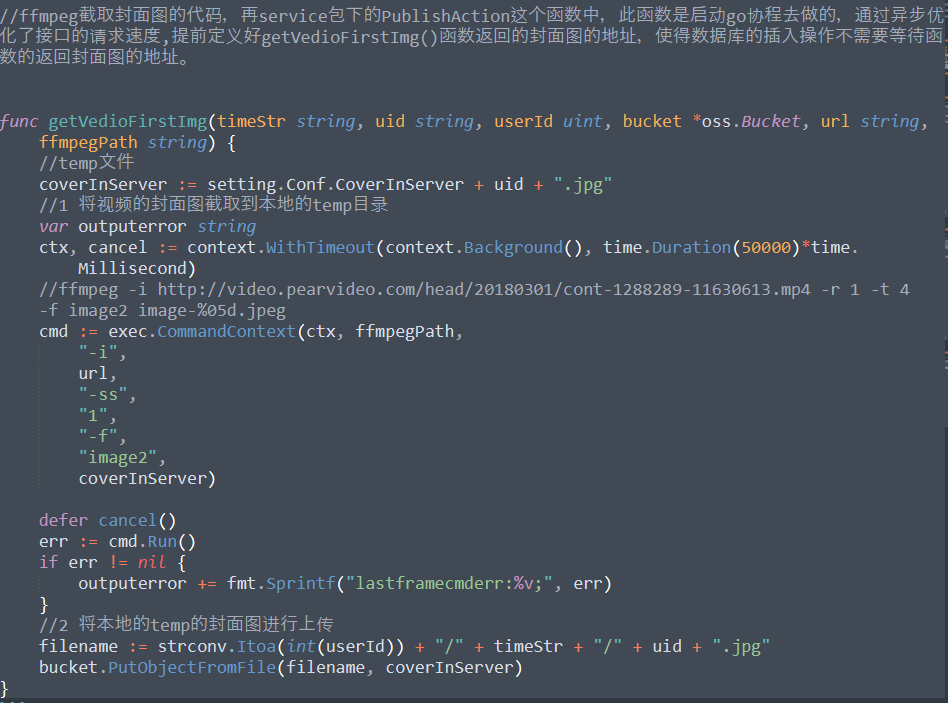 //ffmpeg截取封面图的代码，再service包下的PublishAction这个函数中，此函数是启动go协程去做的，通过异步优
化了接口的请求速度,提前定义好getVedioFirstImg()函数返回的封面图的地址，使得数据库的插入操作不需要等待函
数的返回封面图的地址。
func getVedioFirstImg(timeStr string, uid string, userId uint, bucket *oss.Bucket, url string,
ffmpegPath string) {
//temp文件
coverInServer := setting.Conf.CoverInServer + uid + ".jpg"
//1 将视频的封面图截取到本地的temp目录
var outputerror string
ctx, cancel := context.WithTimeout(context.Background(), time.Duration(50000)*time.
Millisecond)
//ffmpeg -i http://video.pearvideo.com/head/20180301/cont-1288289-11630613.mp4 -r 1 -t 4
-f image2 image-%05d.jpeg
cmd := exec.CommandContext(ctx, ffmpegPath,
"-i",
url,
"-ss",
"1",
"-f",
"image2",
coverInServer)
defer cancel()
err := cmd.Run()
if err != nil {
outputerror += fmt.Sprintf("lastframecmderr:%v;", err)
}
//2 将本地的temp的封面图进行上传
filename := strconv.Itoa(int(userId)) + "/" + timeStr + "/" + uid + ".jpg"
bucket.PutObjectFromFile(filename, coverInServer)
}